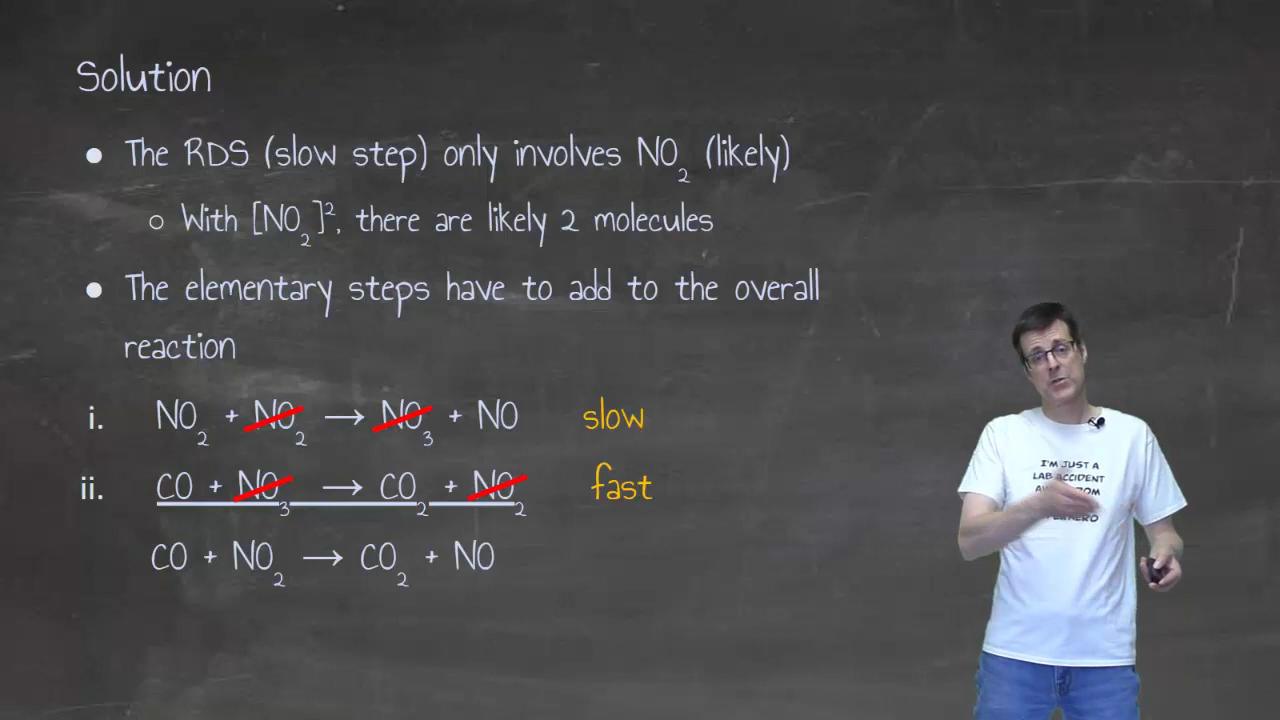 Solution
● The RDS (slow step) only involves NO₂ (likely)
○ With [NO₂]², there are likely 2 molecules
● The elementary steps have to add to the overall
reaction
i. NO₂ + NO₂ → NO₃ + NO slow
ii. CO + NO₃ → CO₂ + NO₂ fast
CO + NO₂ → CO₂ + NO
I'M JUST A
LAB ACCIDENT